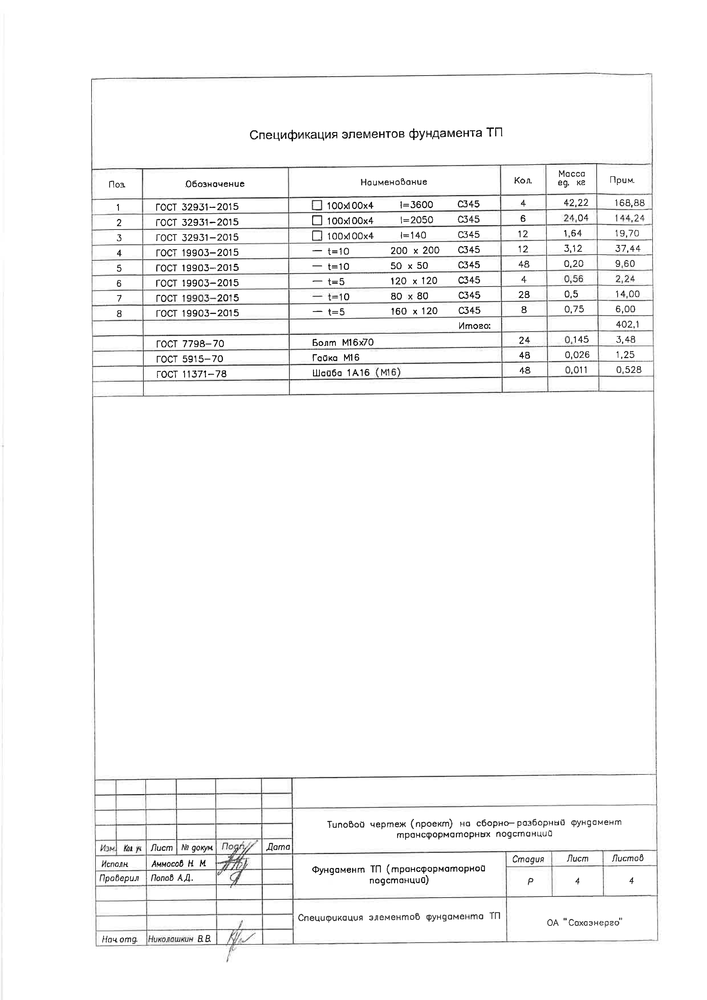 Спецификация элементов фундамента ТП
Поз. Обозначение Наименование Кол. Масса ед. кг Прим.
1 ГОСТ 32931-2015 □ 100х100х4 l=3600 С345 4 42,22 168,88
2 ГОСТ 32931-2015 □ 100х100х4 l=2050 С345 6 24,04 144,24
3 ГОСТ 32931-2015 □ 100х100х4 l=140 С345 12 1,64 19,70
4 ГОСТ 19903-2015 — t=10 200 х 200 С345 12 3,12 37,44
5 ГОСТ 19903-2015 — t=10 50 х 50 С345 48 0,20 9,60
6 ГОСТ 19903-2015 — t=5 120 х 120 С345 4 0,56 2,24
7 ГОСТ 19903-2015 — t=10 80 х 80 С345 28 0,5 14,00
8 ГОСТ 19903-2015 — t=5 160 х 120 С345 8 0,75 6,00
Итого: 402,1
ГОСТ 7798-70 Болт М16х70 24 0,145 3,48
ГОСТ 5915-70 Гайка М16 48 0,026 1,25
ГОСТ 11371-78 Шайба 1А16 (М16) 48 0,011 0,528
Типовой чертеж (проект) на сборно-разборный фундамент
трансформаторных подстанций
Изм. Кол уч Лист № докум. Подп. Дата
Исполн. Аммосов Н. М.
Проверил Попов А.Д.
Фундамент ТП (трансформаторной
подстанций)
Стадия Лист Листов
Р 4 4
Спецификация элементов фундамента ТП
ОА "Сахаэнерго"
Нач. отд. Николашкин В.В.